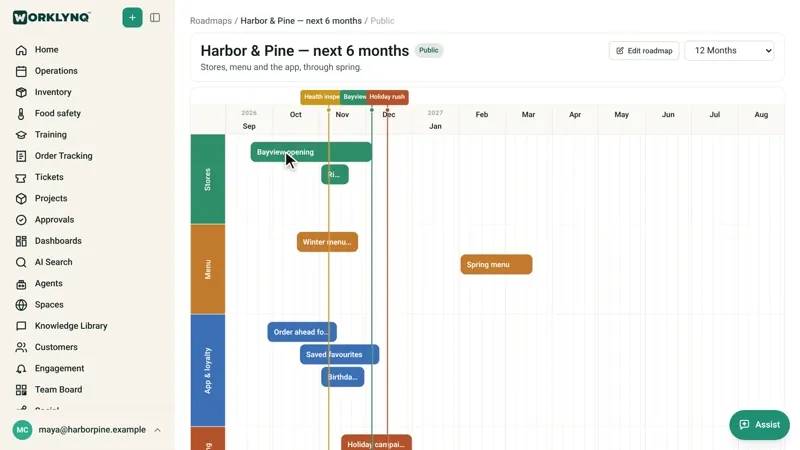 WORKLYNQ™
Home
Operations
Inventory
Food safety
Training
Order Tracking
Tickets
Projects
Approvals
Dashboards
AI Search
Agents
Spaces
Knowledge Library
Customers
Engagement
Team Board
Social
MC maya@harborpine.example
Roadmaps / Harbor & Pine — next 6 months / Public
Harbor & Pine — next 6 months Public
Stores, menu and the app, through spring.
Edit roadmap
12 Months
Health inspe Bayview Holiday rush
2026 2027
Sep Oct Nov Dec Jan Feb Mar Apr May Jun Jul Aug
Stores
Bayview opening
Ri...
Menu
Winter menu...
Spring menu
App & loyalty
Order ahead fo...
Saved favourites
Birthda...
Holiday campai...
Assist